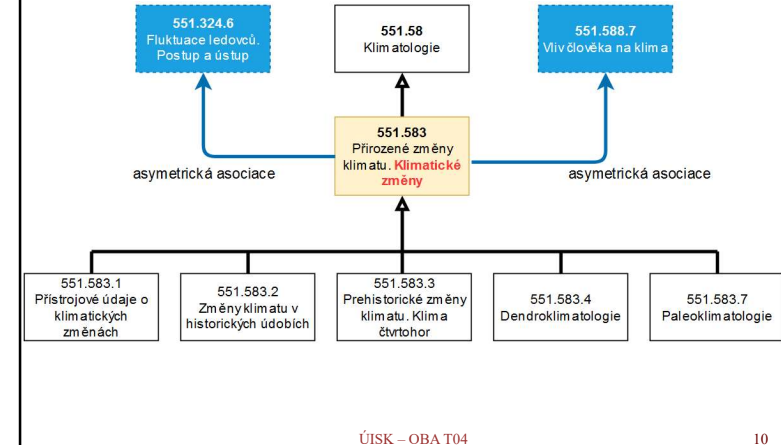 551.324.6
Fluktuace ledovců.
Postup a ústup
551.58
Klimatologie
551.588.7
Vliv člověka na klima
551.583
Přirozené změny
klimatu. Klimatické
změny
asymetrická asociace
asymetrická asociace
551.583.1
Přístrojové údaje o
klimatických
změnách
551.583.2
Změny klimatu v
historických údobích
551.583.3
Prehistorické změny
klimatu. Klima
čtvrtohor
551.583.4
Dendroklimatologie
551.583.7
Paleoklimatologie
ÚISK – OBA T04
10